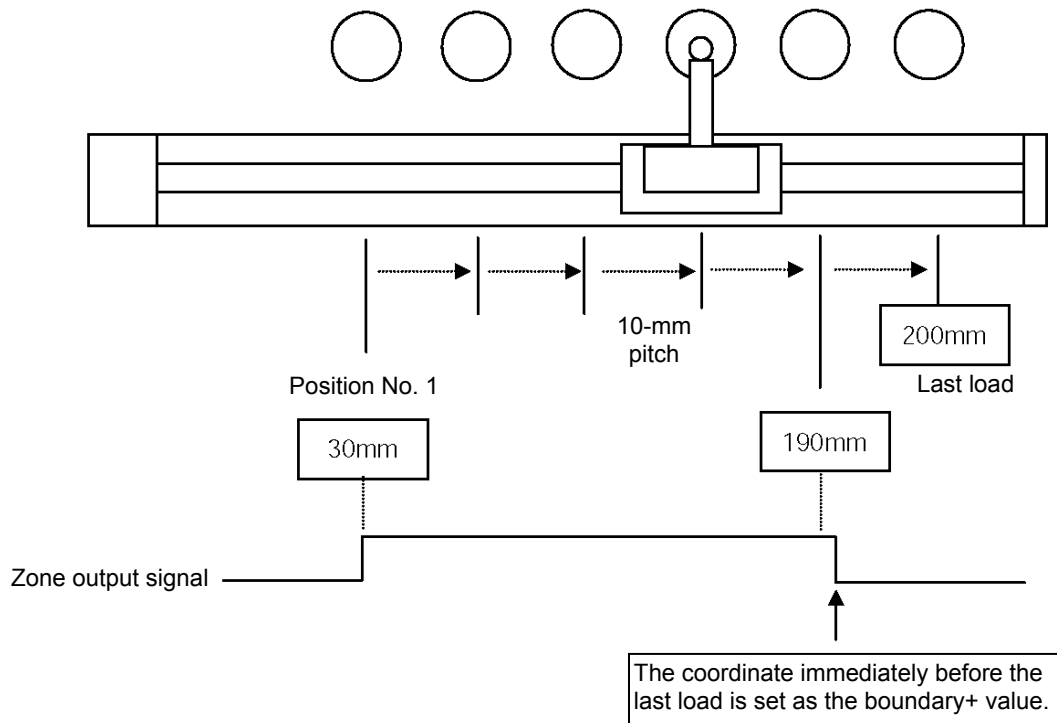 10-mm
pitch
200mm
Last load
Position No. 1
30mm
190mm
Zone output signal
The coordinate immediately before the
last load is set as the boundary+ value.